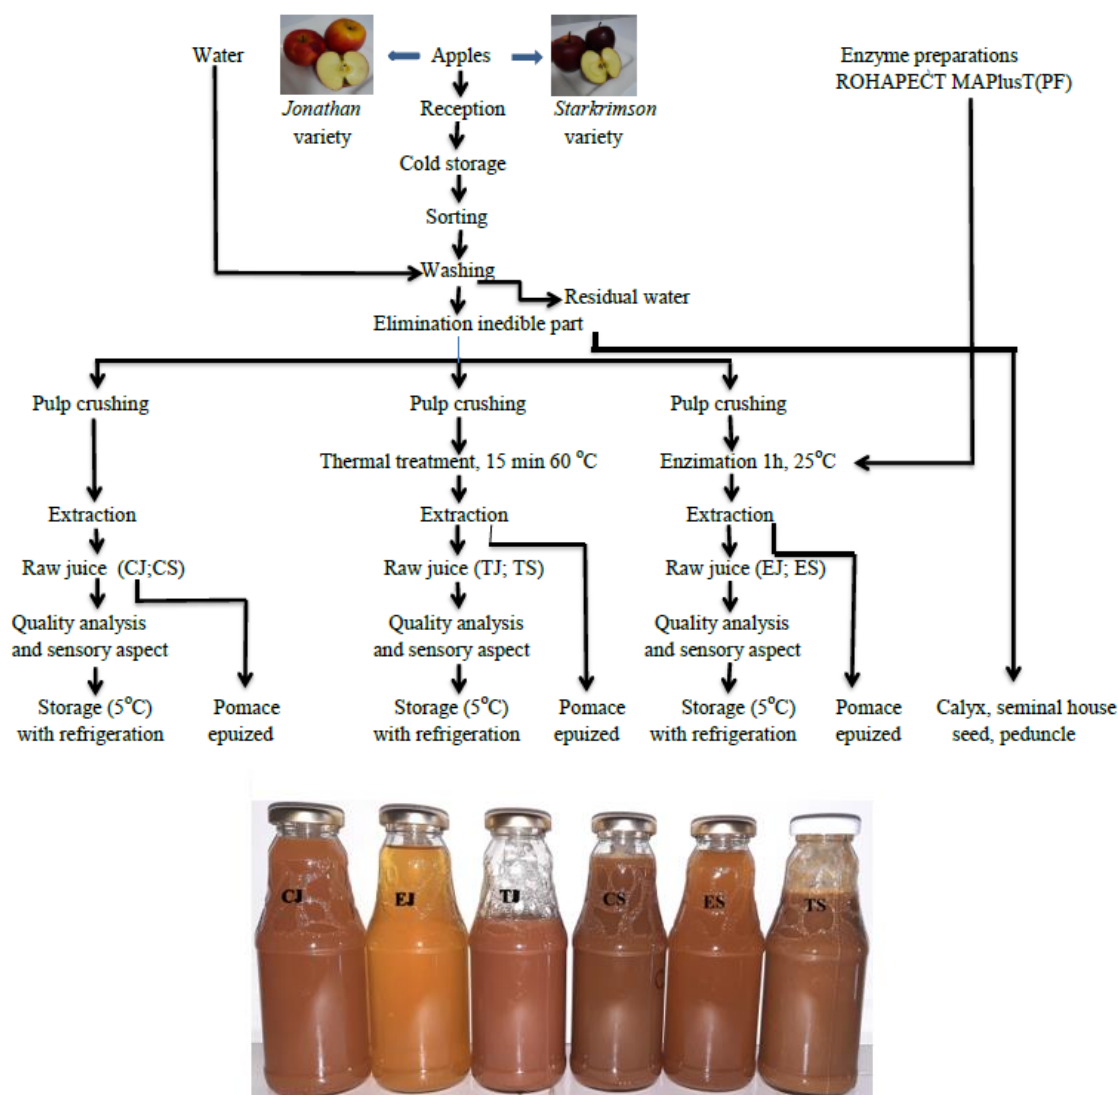 Water
Apples
Enzyme preparations
ROHAPECT MAPlusT(PF)
Jonathan
variety
Reception
Starkrimson
variety
Cold storage
Sorting
Washing
Residual water
Elimination inedible part
Pulp crushing
Pulp crushing
Pulp crushing
Thermal treatment, 15 min 60 °C
Enzimation 1h, 25°C
Extraction
Extraction
Extraction
Raw juice (CJ;CS)
Raw juice (TJ; TS)
Raw juice (EJ; ES)
Quality analysis
and sensory aspect
Quality analysis
and sensory aspect
Quality analysis
and sensory aspect
Storage (5°C)
with refrigeration
Pomace
epuized
Storage (5°C)
with refrigeration
Pomace
epuized
Storage (5°C)
with refrigeration
Pomace
epuized
Calyx, seminal house
seed, peduncle
CJ
EJ
TJ
CS
ES
TS